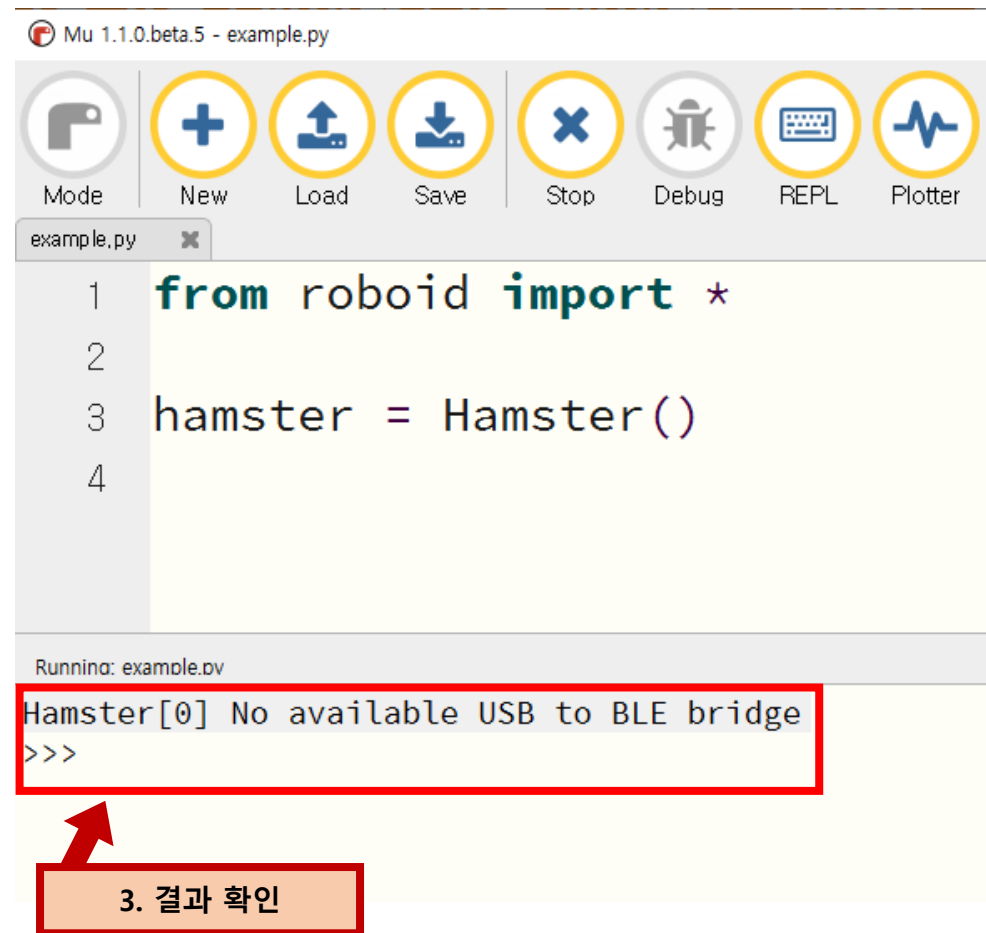 Mu 1.1.0.beta.5 - example.py
Mode New Load Save Stop Debug REPL Plotter
example.py
1 from roboid import *
2
3 hamster = Hamster()
4
Running: example.py
Hamster[0] No available USB to BLE bridge
>>>
3. 결과 확인